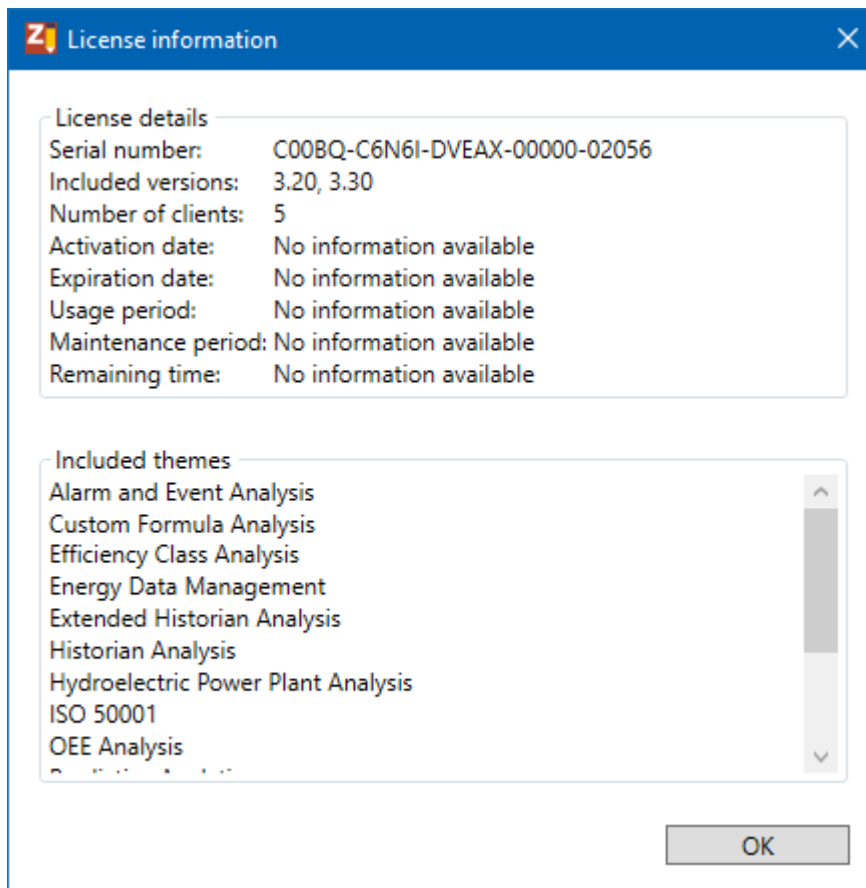 License information
License details
Serial number: C00BQ-C6N6I-DVEAX-00000-02056
Included versions: 3.20, 3.30
Number of clients: 5
Activation date: No information available
Expiration date: No information available
Usage period: No information available
Maintenance period: No information available
Remaining time: No information available
Included themes
Alarm and Event Analysis
Custom Formula Analysis
Efficiency Class Analysis
Energy Data Management
Extended Historian Analysis
Historian Analysis
Hydroelectric Power Plant Analysis
ISO 50001
OEE Analysis
OK